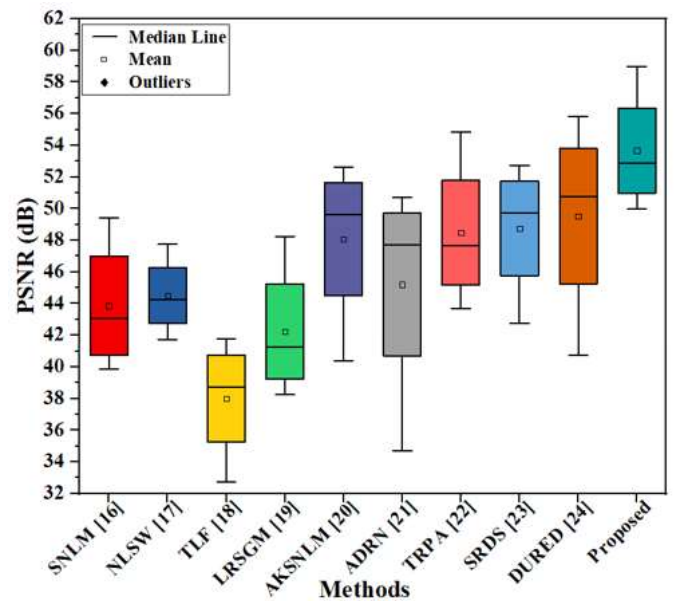 62
60
58
56
54
52
50
48
46
44
42
40
38
36
34
32
PSNR (dB)
Median Line
Mean
Outliers
SNLM [16]
NLSW [17]
TLF [18]
LRSGM [19]
AKSNLM [20]
ADRN [21]
TRPA [22]
SRDS [23]
DURED [24]
Proposed
Methods